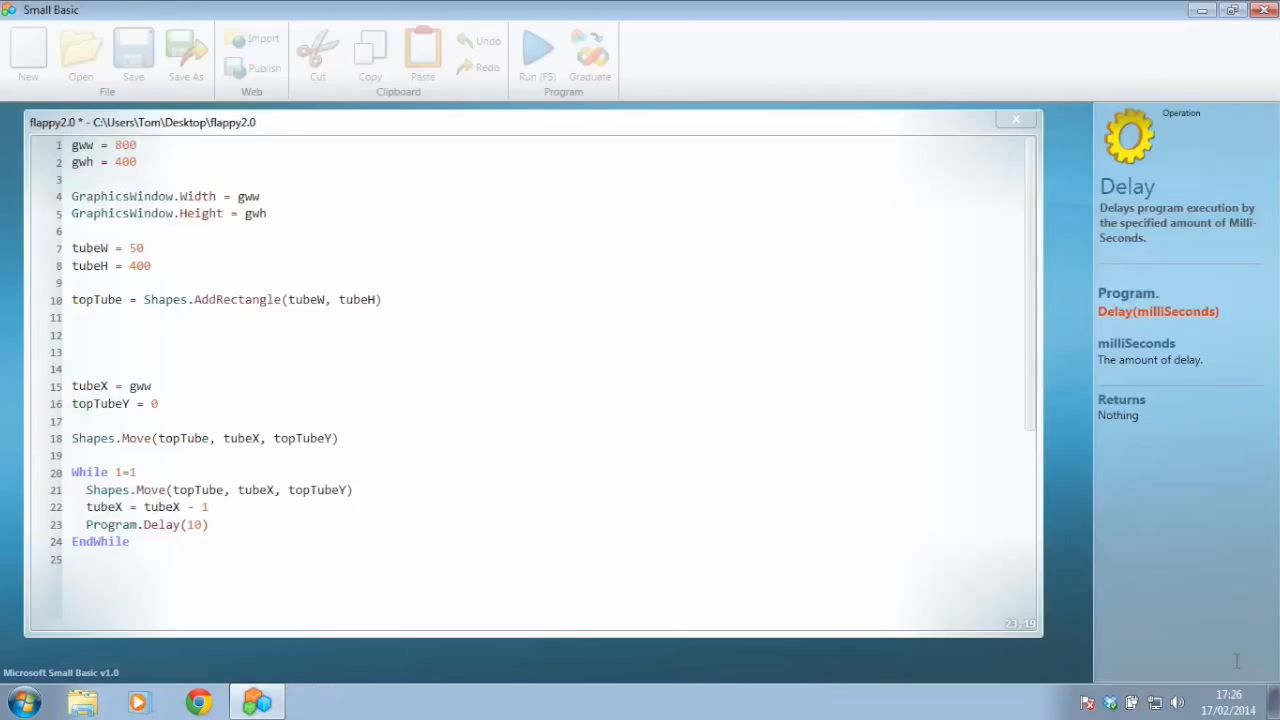 Small Basic
New
Open
Save
Save As
Import
Publish
Cut
Copy
Paste
Undo
Redo
Run (F5)
Graduate
File
Web
Clipboard
Program
flappy2.0 * - C:\Users\Tom\Desktop\flappy2.0
1 gww = 800
2 gwh = 400
3
4 GraphicsWindow.Width = gww
5 GraphicsWindow.Height = gwh
6
7 tubeW = 50
8 tubeH = 400
9
10 topTube = Shapes.AddRectangle(tubeW, tubeH)
11
12
13
14
15 tubeX = gww
16 topTubeY = 0
17
18 Shapes.Move(topTube, tubeX, topTubeY)
19
20 While 1=1
21 Shapes.Move(topTube, tubeX, topTubeY)
22 tubeX = tubeX - 1
23 Program.Delay(10)
24 EndWhile
25
23,19
Operation
Delay
Delays program execution by
the specified amount of Milli-
Seconds.
Program.
Delay(milliSeconds)
milliSeconds
The amount of delay.
Returns
Nothing
Microsoft Small Basic v1.0
17:26
17/02/2014